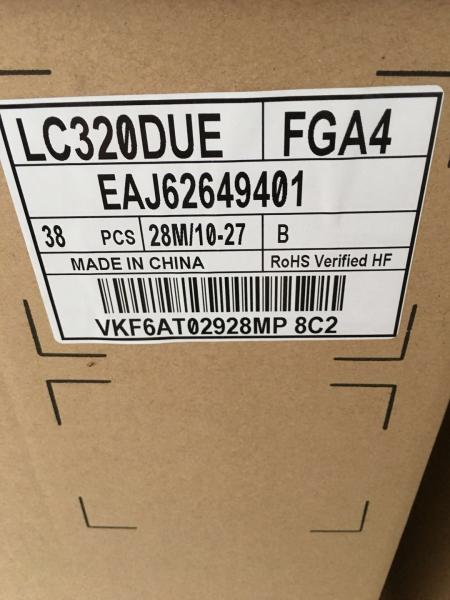 LC320DUE FGA4
EAJ62649401
38 PCS 28M/10-27 B
MADE IN CHINA RoHS Verified HF
VKF6AT02928MP 8C2